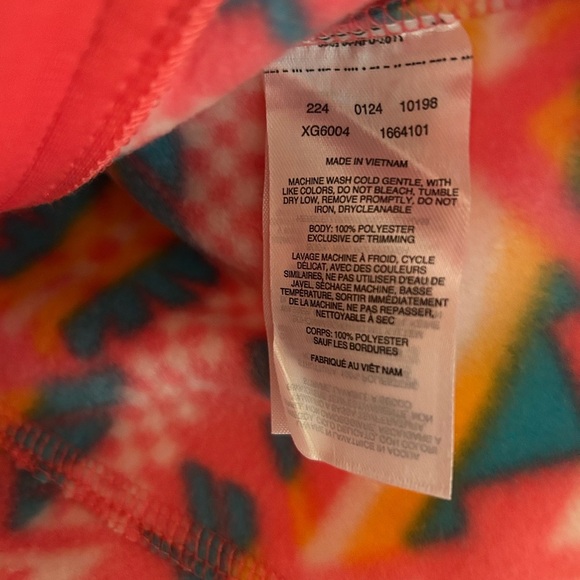 224 0124 10198
XG6004 1664101
MADE IN VIETNAM
MACHINE WASH COLD GENTLE, WITH
LIKE COLORS, DO NOT BLEACH, TUMBLE
DRY LOW, REMOVE PROMPTLY, DO NOT
IRON, DRYCLEANABLE
BODY: 100% POLYESTER
EXCLUSIVE OF TRIMMING
LAVAGE MACHINE À FROID, CYCLE
DÉLICAT, AVEC DES COULEURS
SIMILAIRES, NE PAS UTILISER D'EAU DE
JAVEL, SÉCHAGE MACHINE, BASSE
TEMPÉRATURE, SORTIR IMMÉDIATEMENT
DE LA MACHINE, NE PAS REPASSER,
NETTOYABLE À SEC
CORPS: 100% POLYESTER
SAUF LES BORDURES
FABRIQUÉ AU VIÊT NAM